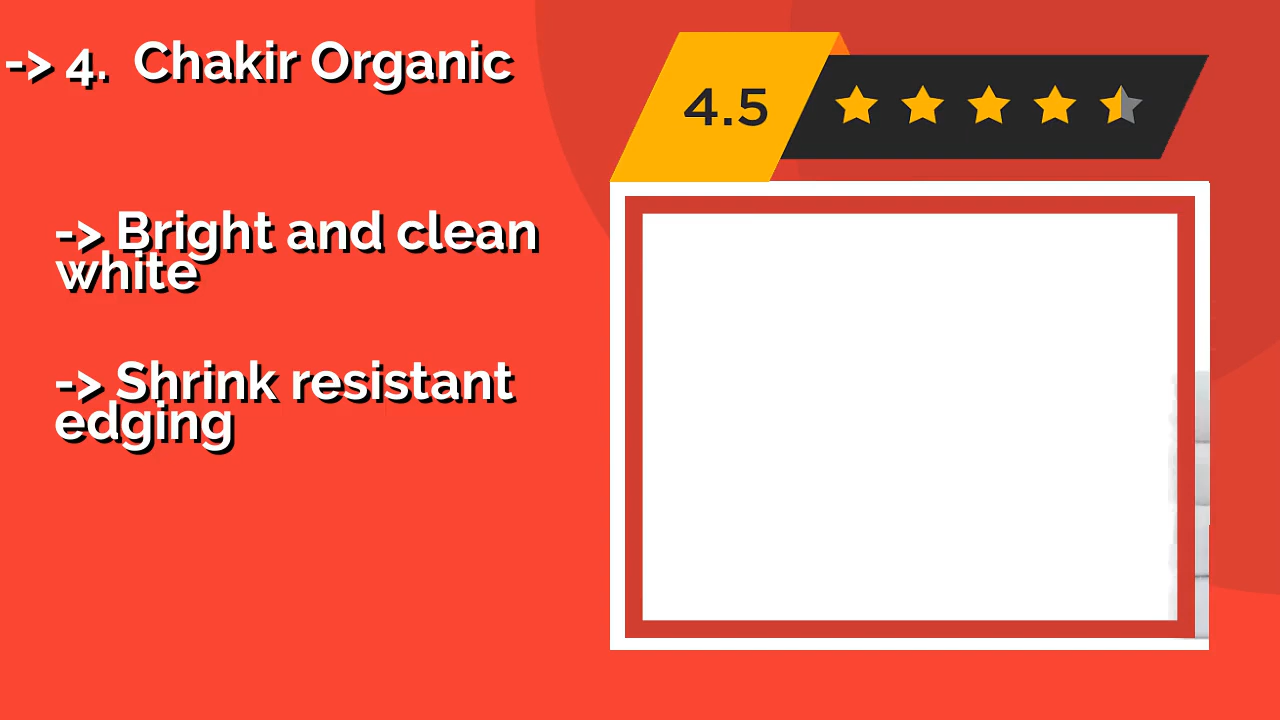 -> 4.  Chakir Organic
4.5
-> Bright and clean
white
-> Shrink resistant
edging